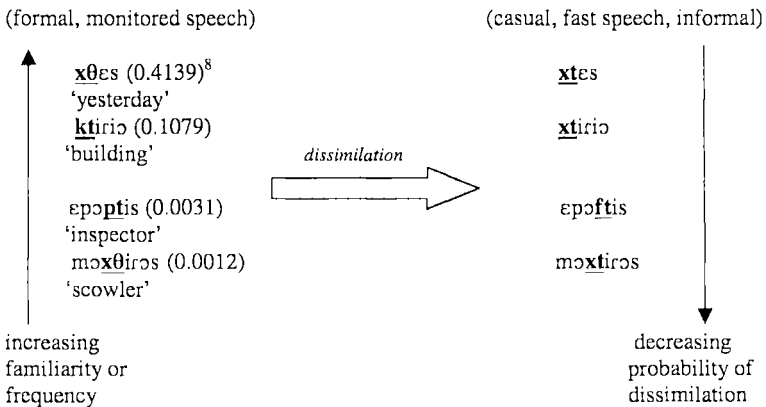 (formal, monitored speech) (casual, fast speech, informal)
xθɛs (0.4139)8 xtɛs
'yesterday'
ktiriɔ (0.1079) xtiriɔ
'building'
dissimilation
ɛpɔptis (0.0031) ɛpɔftis
'inspector'
mɔxθirɔs (0.0012) mɔxtirɔs
'scowler'
increasing decreasing
familiarity or probability of
frequency dissimilation